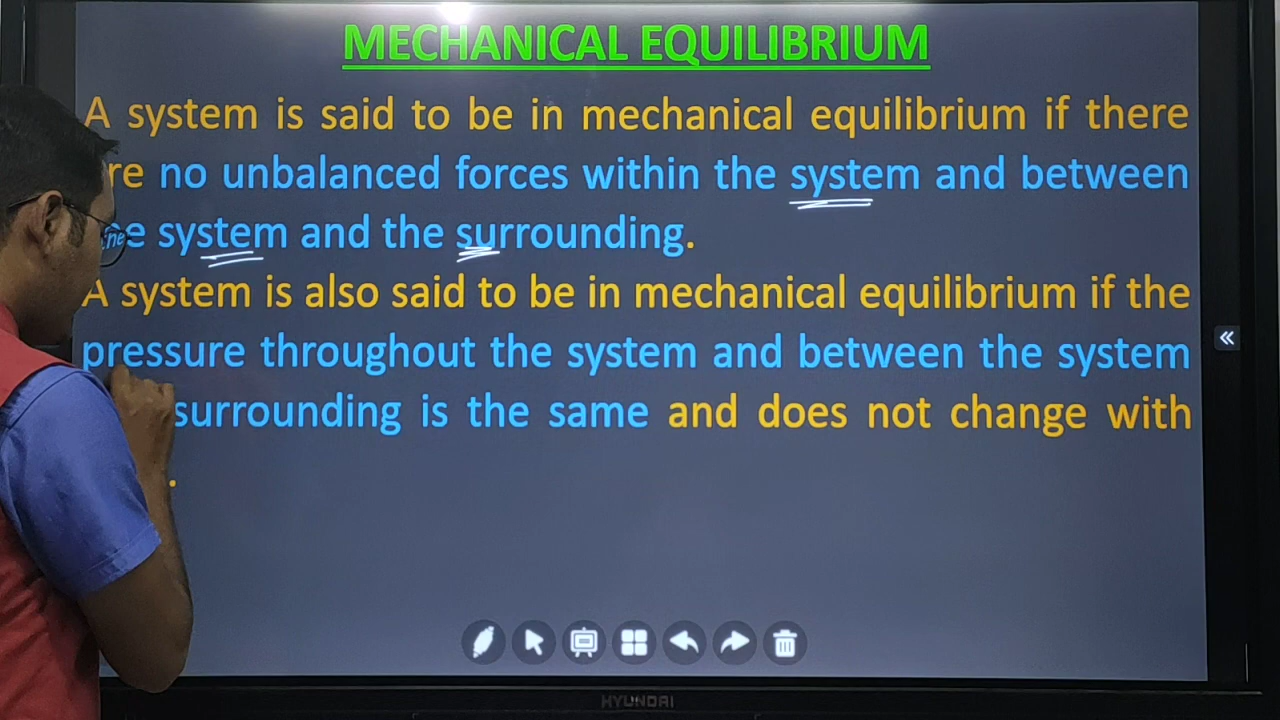 MECHANICAL EQUILIBRIUM
A system is said to be in mechanical equilibrium if there
re no unbalanced forces within the system and between
e system and the surrounding.
A system is also said to be in mechanical equilibrium if the
pressure throughout the system and between the system
surrounding is the same and does not change with
.
HYUNDAI